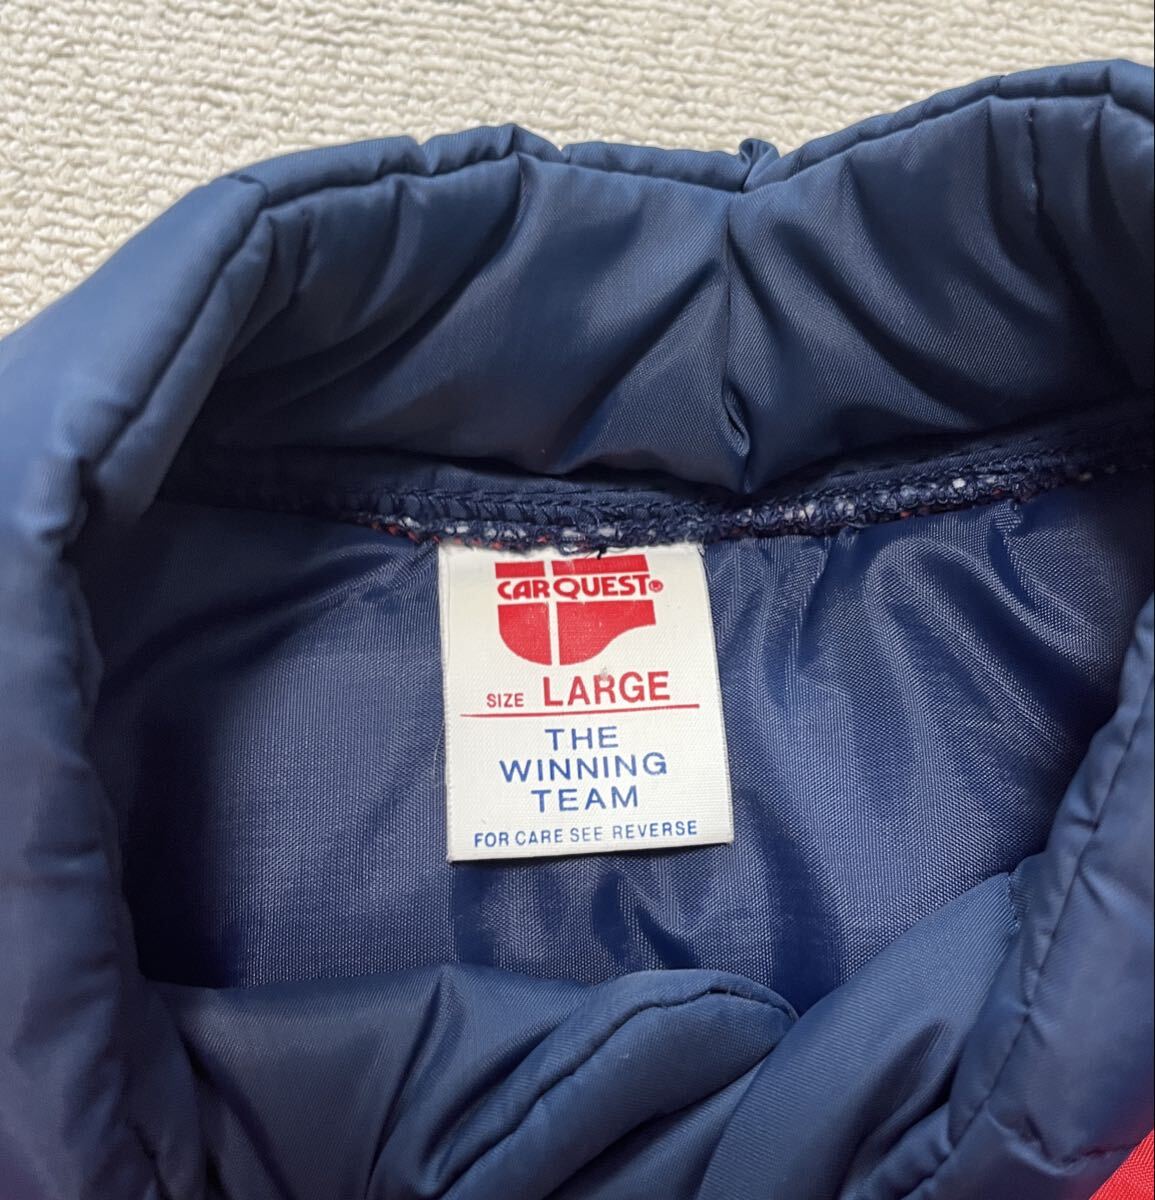 CARQUEST®
SIZE LARGE
THE
WINNING
TEAM
FOR CARE SEE REVERSE